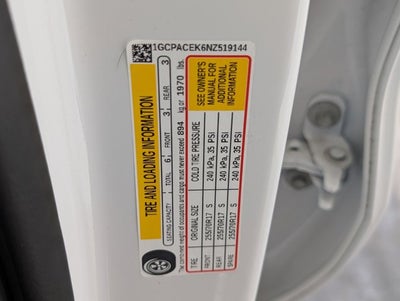 1GCPACEK6NZ519144
TIRE AND LOADING INFORMATION
SEATING CAPACITY TOTAL 6 FRONT 3 REAR 3
The combined weight of occupants and cargo must never exceed 894 kg or 1970 lbs.
TIRE ORIGINAL SIZE COLD TIRE PRESSURE
FRONT 255/70R17 S 240 kPa, 35 PSI
REAR 255/70R17 S 240 kPa, 35 PSI
SPARE 255/70R17 S 240 kPa, 35 PSI
SEE OWNER'S
MANUAL FOR
ADDITIONAL
INFORMATION